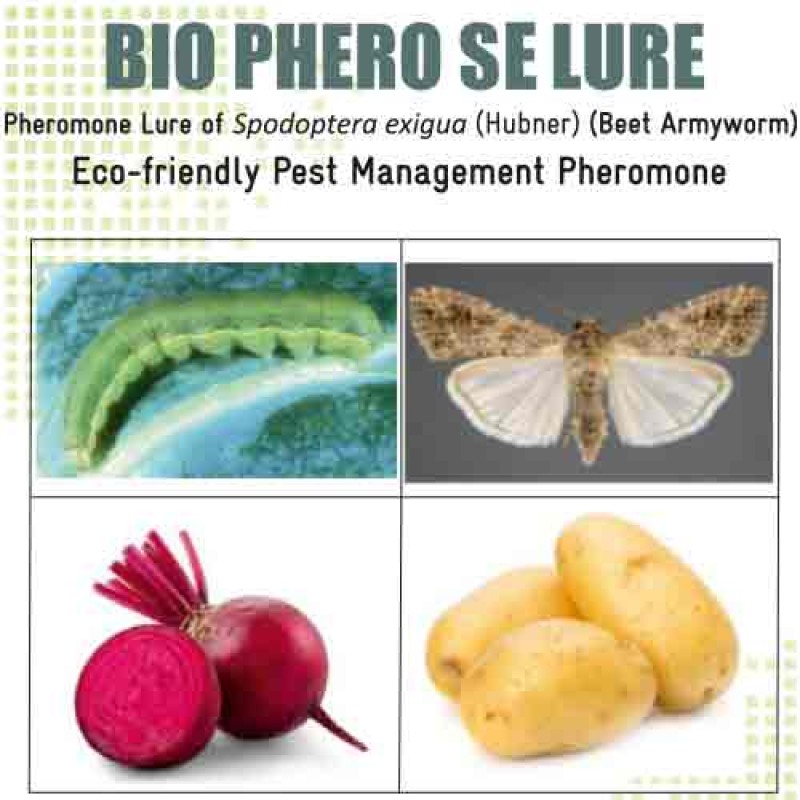 BIO PHERO SE LURE
Pheromone Lure of Spodoptera exigua (Hubner) (Beet Armyworm)
Eco-friendly Pest Management Pheromone